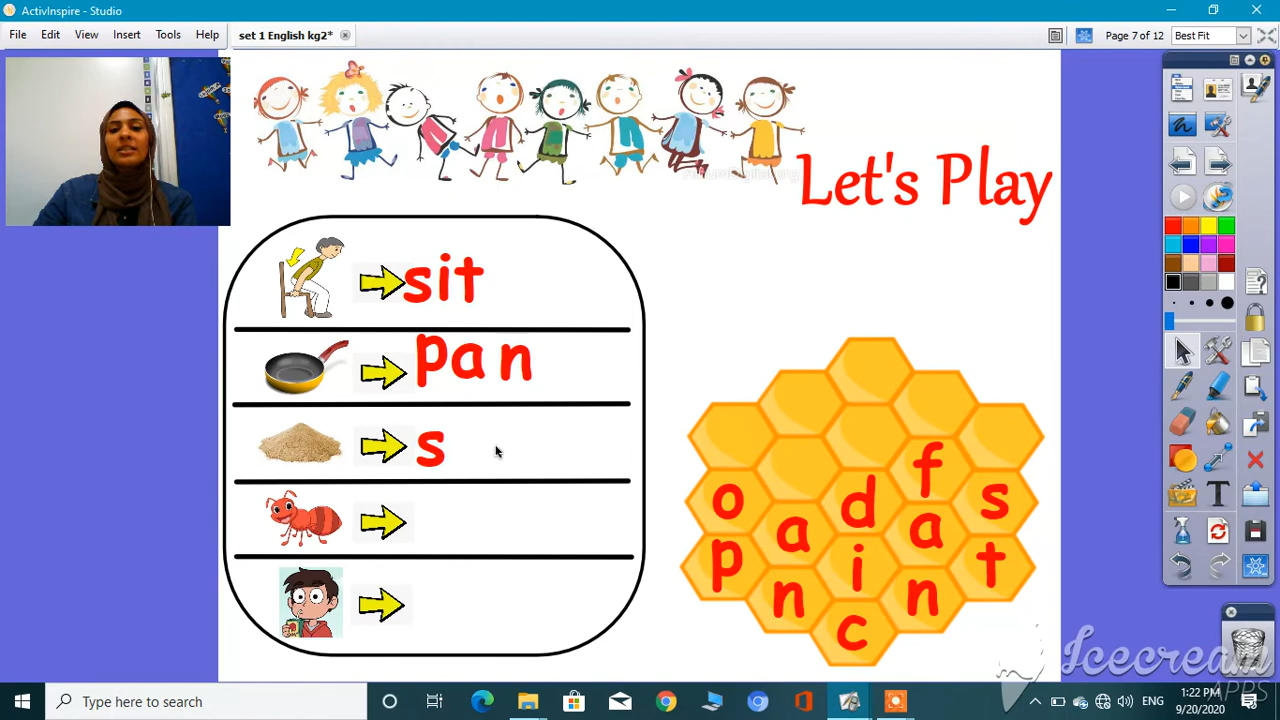 ActivInspire - Studio
File Edit View Insert Tools Help
set 1 English kg2*
Page 7 of 12
Best Fit
Let's Play
sit
pan
s
f
o d s
a a
p i t
n n
c
Icecream
APPS
Type here to search
ENG
1:22 PM
9/20/2020